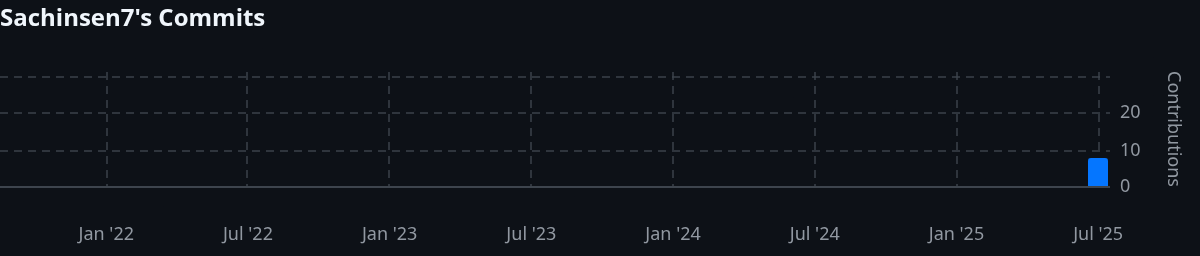 Sachinsen7's Commits
20
10
0
Contributions
Jan '22 Jul '22 Jan '23 Jul '23 Jan '24 Jul '24 Jan '25 Jul '25